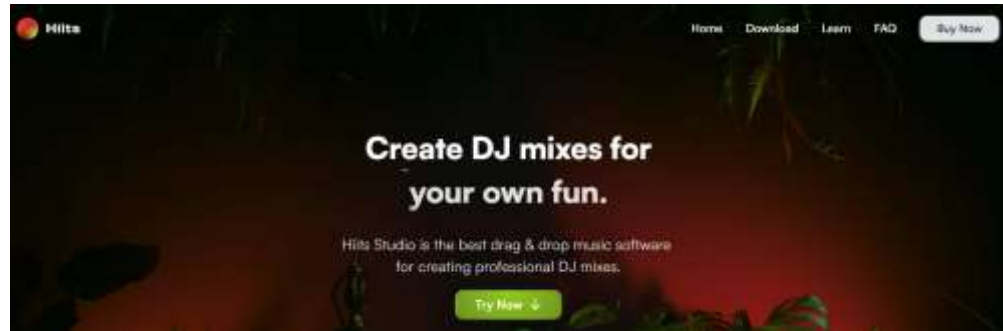 Hiits
Home Download Learn FAQ Buy Now
Create DJ mixes for
your own fun.
Hiits Studio is the best drag & drop music software
for creating professional DJ mixes.
Try Now ↓